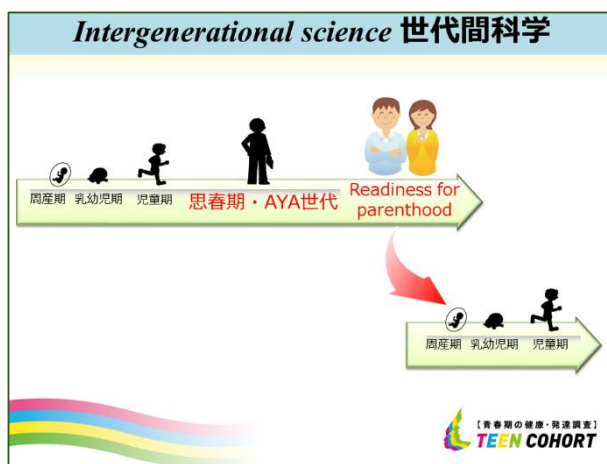 Intergenerational science 世代間科学
周産期 乳幼児期 児童期 思春期・AYA世代 Readiness for
parenthood
周産期 乳幼児期 児童期
【青春期の健康・発達調査】
TEEN COHORT